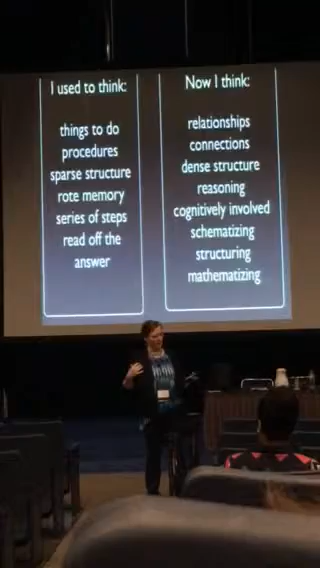 I used to think:
things to do
procedures
sparse structure
rote memory
series of steps
read off the
answer
Now I think:
relationships
connections
dense structure
reasoning
cognitively involved
schematizing
structuring
mathematizing